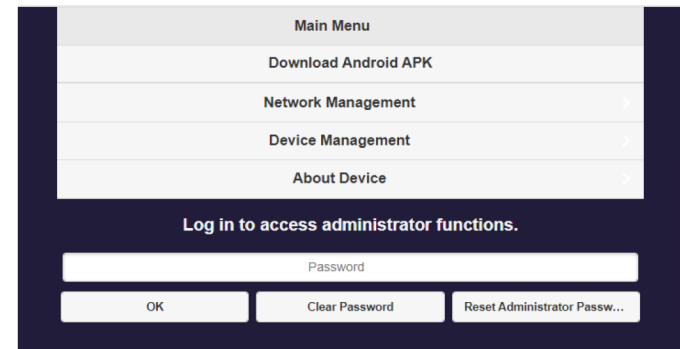 Main Menu
Download Android APK
Network Management
Device Management
About Device
Log in to access administrator functions.
Password
OK
Clear Password
Reset Administrator Passw...